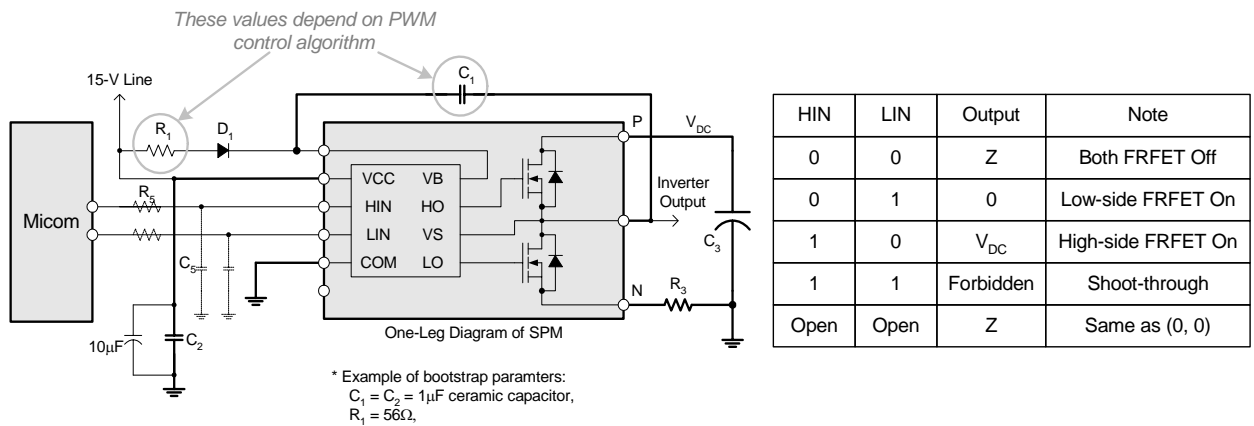 These values depend on PWM
control algorithm
15-V Line
R1
D1
C1
P
VDC
Micom
R5
C5
VCC VB
HIN HO
LIN VS
COM LO
Inverter
Output
C3
N
R3
10μF
C2
One-Leg Diagram of SPM
* Example of bootstrap paramters:
C1 = C2 = 1μF ceramic capacitor,
R1 = 56Ω,
HIN LIN Output Note
0 0 Z Both FRFET Off
0 1 0 Low-side FRFET On
1 0 VDC High-side FRFET On
1 1 Forbidden Shoot-through
Open Open Z Same as (0, 0)